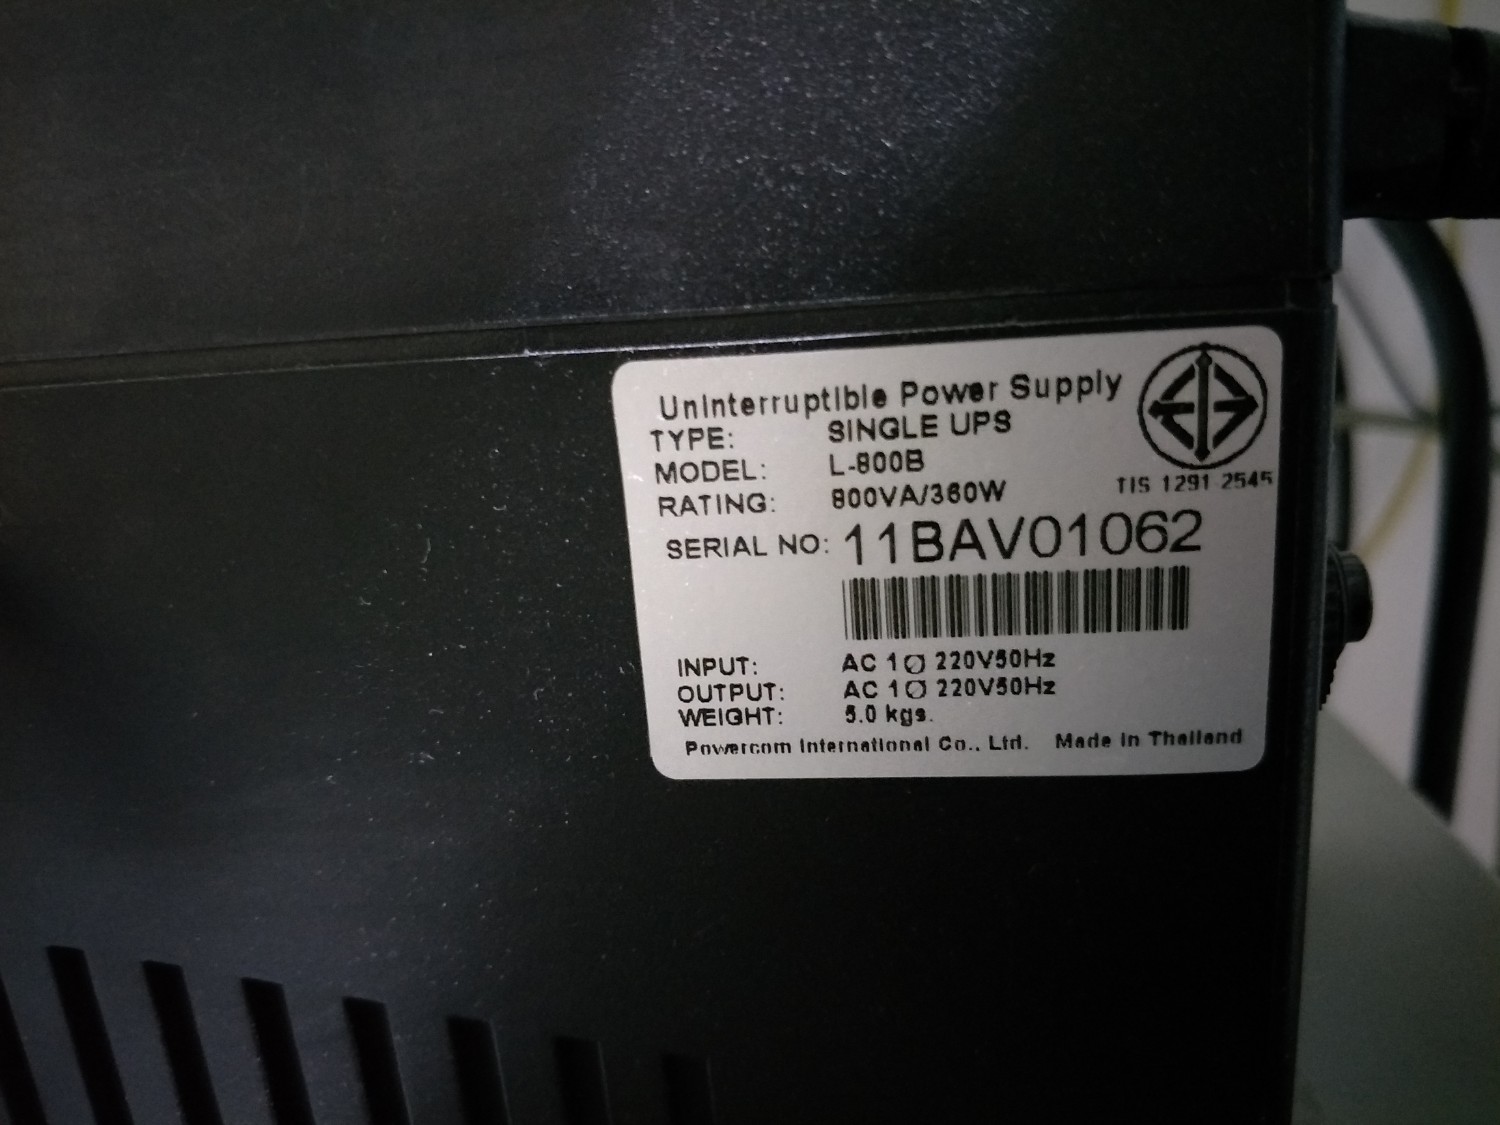 Uninterruptible Power Supply
TYPE: SINGLE UPS
MODEL: L-800B
RATING: 800VA/360W
TIS 1291 2545
SERIAL NO: 11BAV01062
INPUT: AC 1∅ 220V50Hz
OUTPUT: AC 1∅ 220V50Hz
WEIGHT: 5.0 kgs.
Powercom International Co., Ltd. Made in Thailand